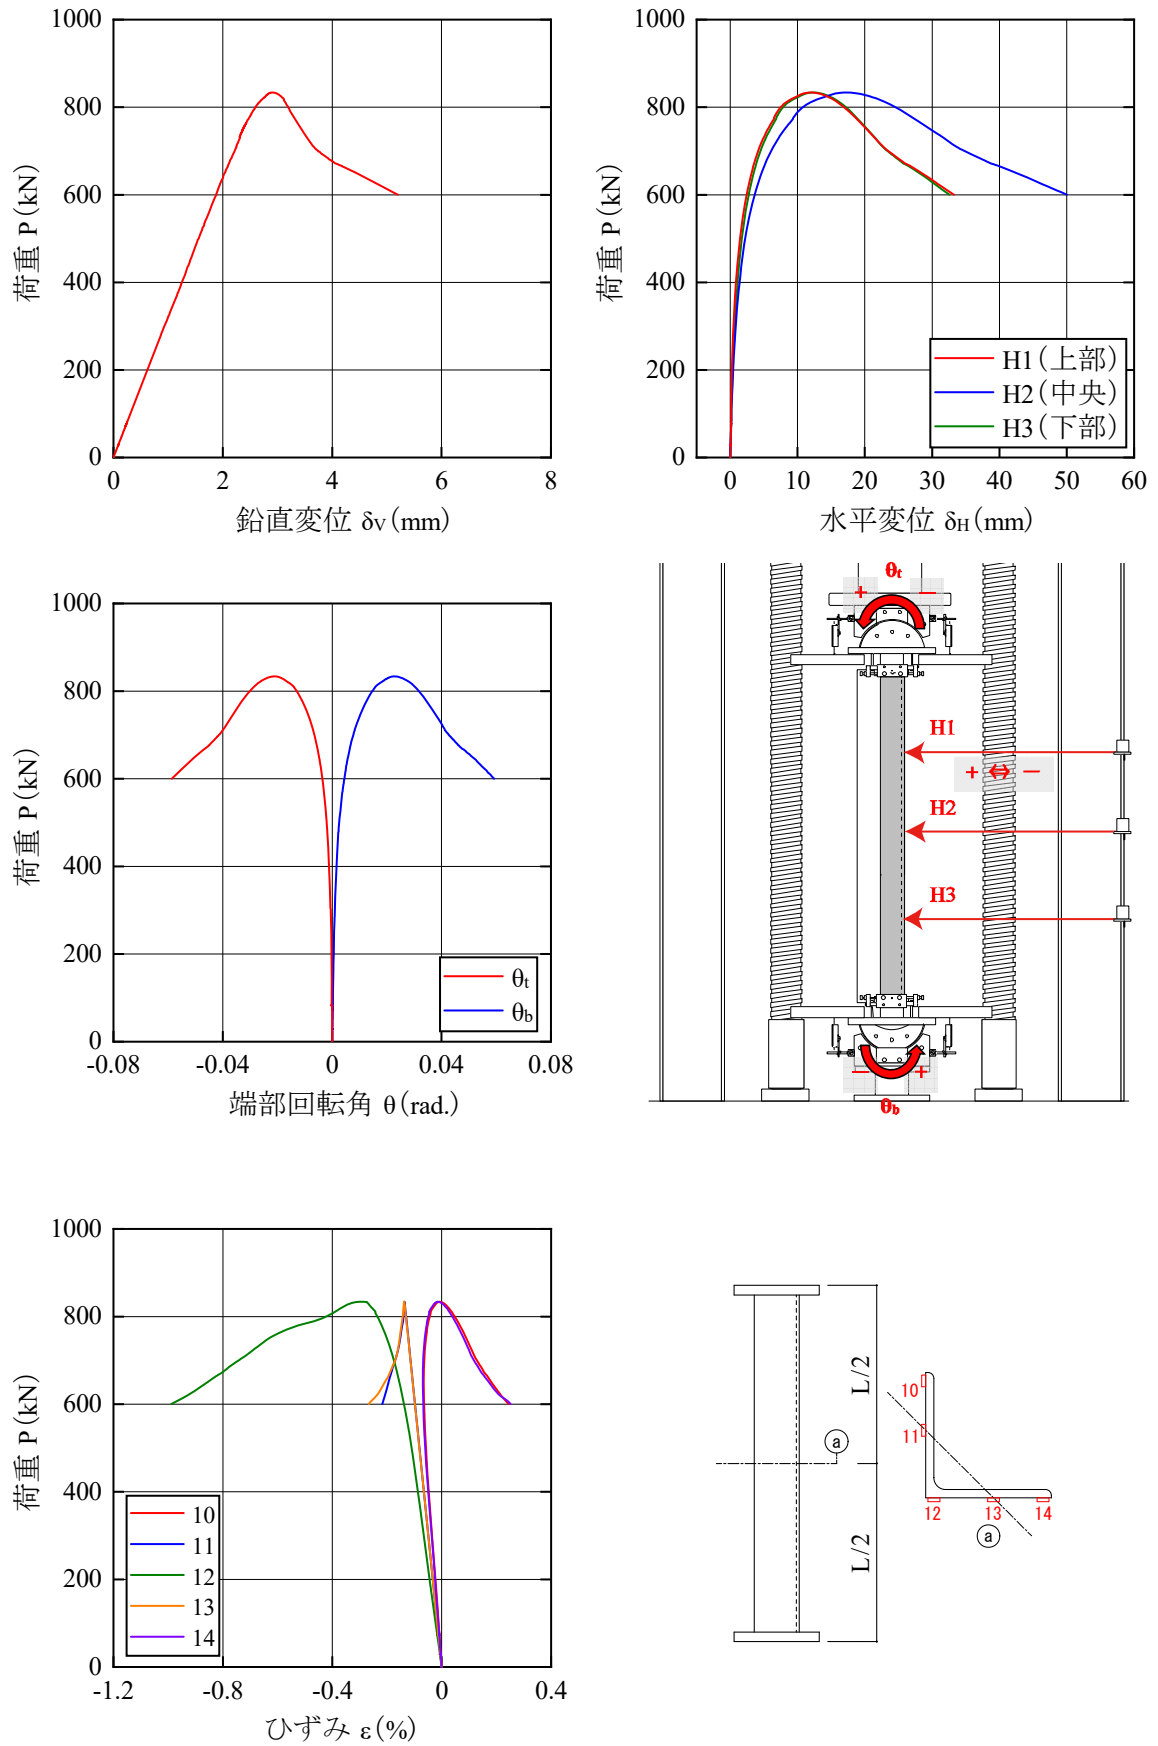 1000
800
600
400
200
0
荷重 P(kN)
0 2 4 6 8
鉛直変位 δV(mm)
1000
800
600
400
200
0
荷重 P(kN)
H1(上部)
H2(中央)
H3(下部)
0 10 20 30 40 50 60
水平変位 δH(mm)
1000
800
600
400
200
0
荷重 P(kN)
θt
θb
-0.08 -0.04 0 0.04 0.08
端部回転角 θ(rad.)
θt
+ −
H1
+ ⇔ −
H2
H3
− +
θb
1000
800
600
400
200
0
荷重 P(kN)
10
11
12
13
14
-1.2 -0.8 -0.4 0 0.4
ひずみ ε(%)
L/2
a
L/2
10
11
12 13 14
a